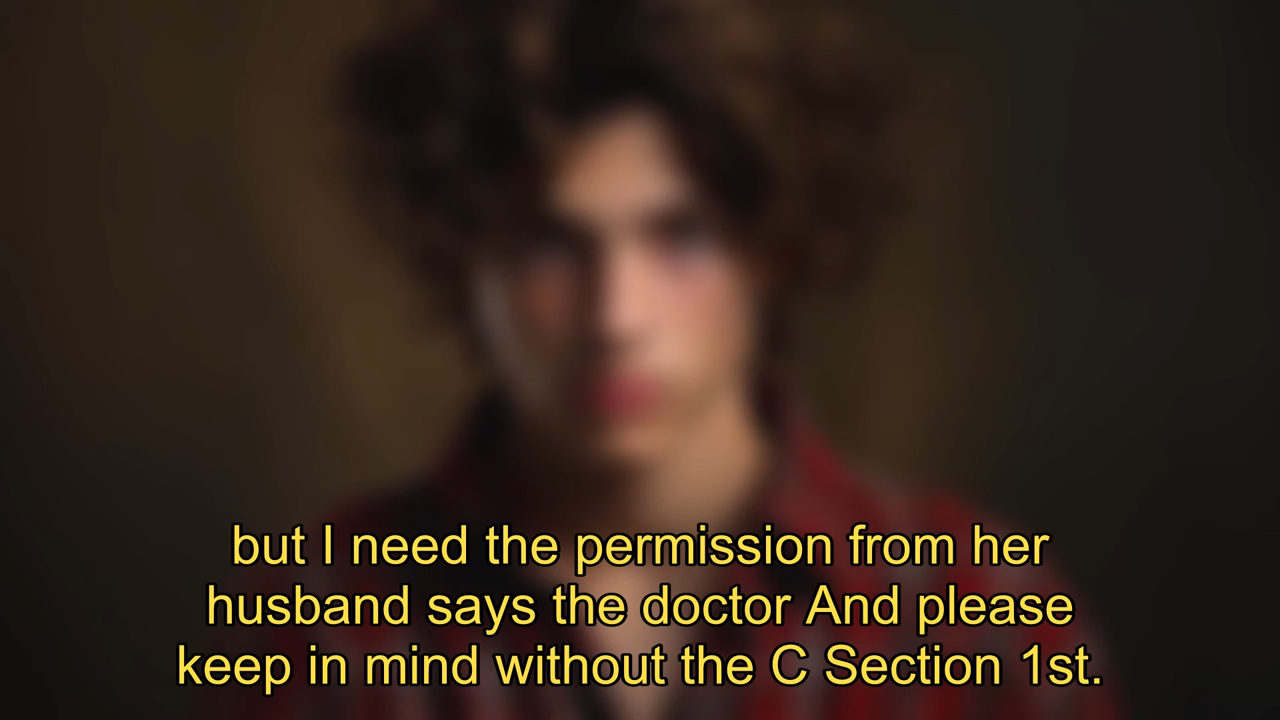 but I need the permission from her
husband says the doctor And please
keep in mind without the C Section 1st.